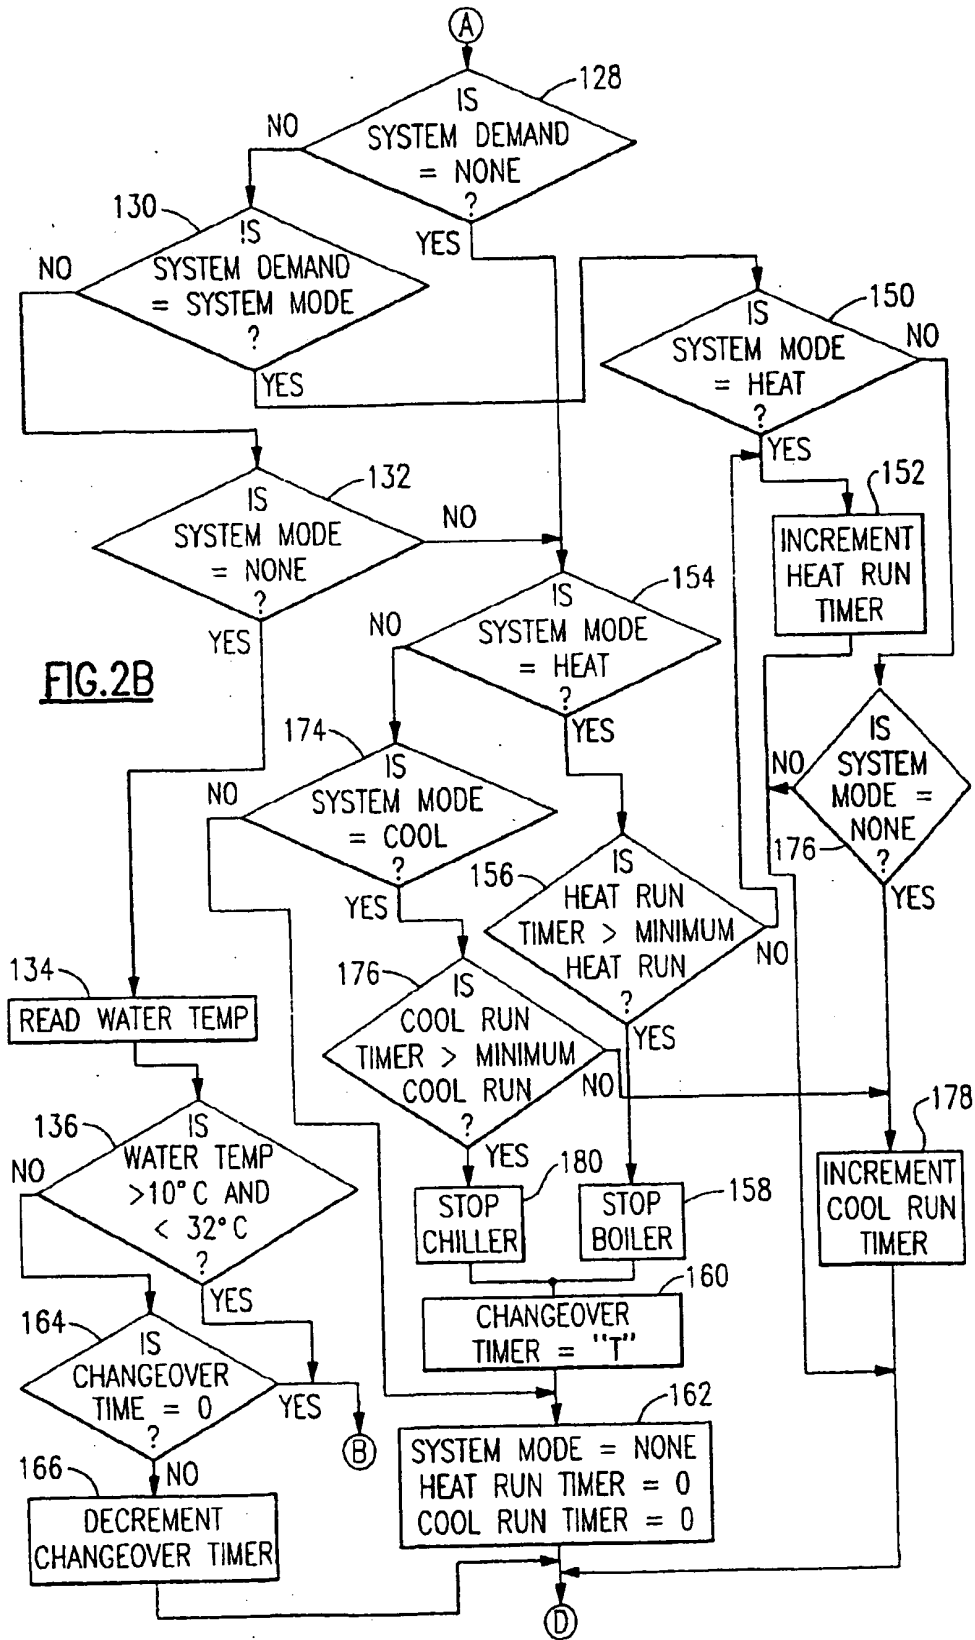 A
128
IS
SYSTEM DEMAND
= NONE
?
NO
YES
130
!S
SYSTEM DEMAND
= SYSTEM MODE
?
NO
YES
150
IS
SYSTEM MODE
= HEAT
?
NO
YES
132
IS
SYSTEM MODE
= NONE
?
NO
YES
152
INCREMENT
HEAT RUN
TIMER
154
IS
SYSTEM MODE
= HEAT
?
NO
YES
FIG.2B
174
IS
SYSTEM MODE
= COOL
?
NO
YES
IS
SYSTEM
MODE =
NONE
?
NO
176
YES
156
IS
HEAT RUN
TIMER > MINIMUM
HEAT RUN
?
NO
YES
134
READ WATER TEMP
176
IS
COOL RUN
TIMER > MINIMUM
COOL RUN
?
NO
YES
136
IS
WATER TEMP
>10°C AND
< 32°C
?
NO
YES
180
STOP
CHILLER
158
STOP
BOILER
178
INCREMENT
COOL RUN
TIMER
160
CHANGEOVER
TIMER = "T"
164
IS
CHANGEOVER
TIME = 0
?
YES
NO
B
162
SYSTEM MODE = NONE
HEAT RUN TIMER = 0
COOL RUN TIMER = 0
166
DECREMENT
CHANGEOVER TIMER
D